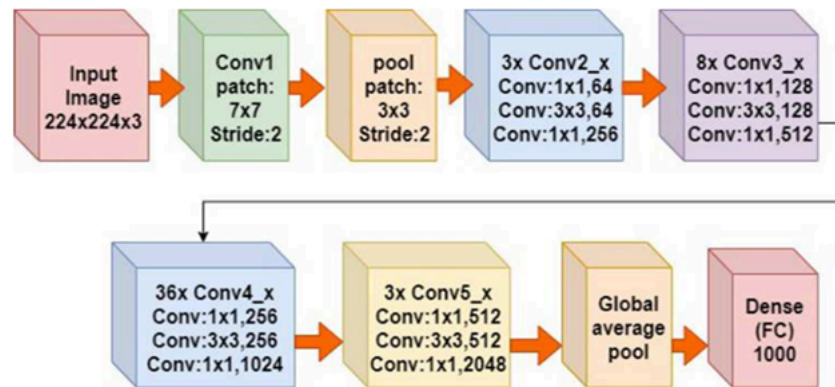 Input
Image
224x224x3
Conv1
patch:
7x7
Stride:2
pool
patch:
3x3
Stride:2
3x Conv2_x
Conv:1x1,64
Conv:3x3,64
Conv:1x1,256
8x Conv3_x
Conv:1x1,128
Conv:3x3,128
Conv:1x1,512
36x Conv4_x
Conv:1x1,256
Conv:3x3,256
Conv:1x1,1024
3x Conv5_x
Conv:1x1,512
Conv:3x3,512
Conv:1x1,2048
Global
average
pool
Dense
(FC)
1000